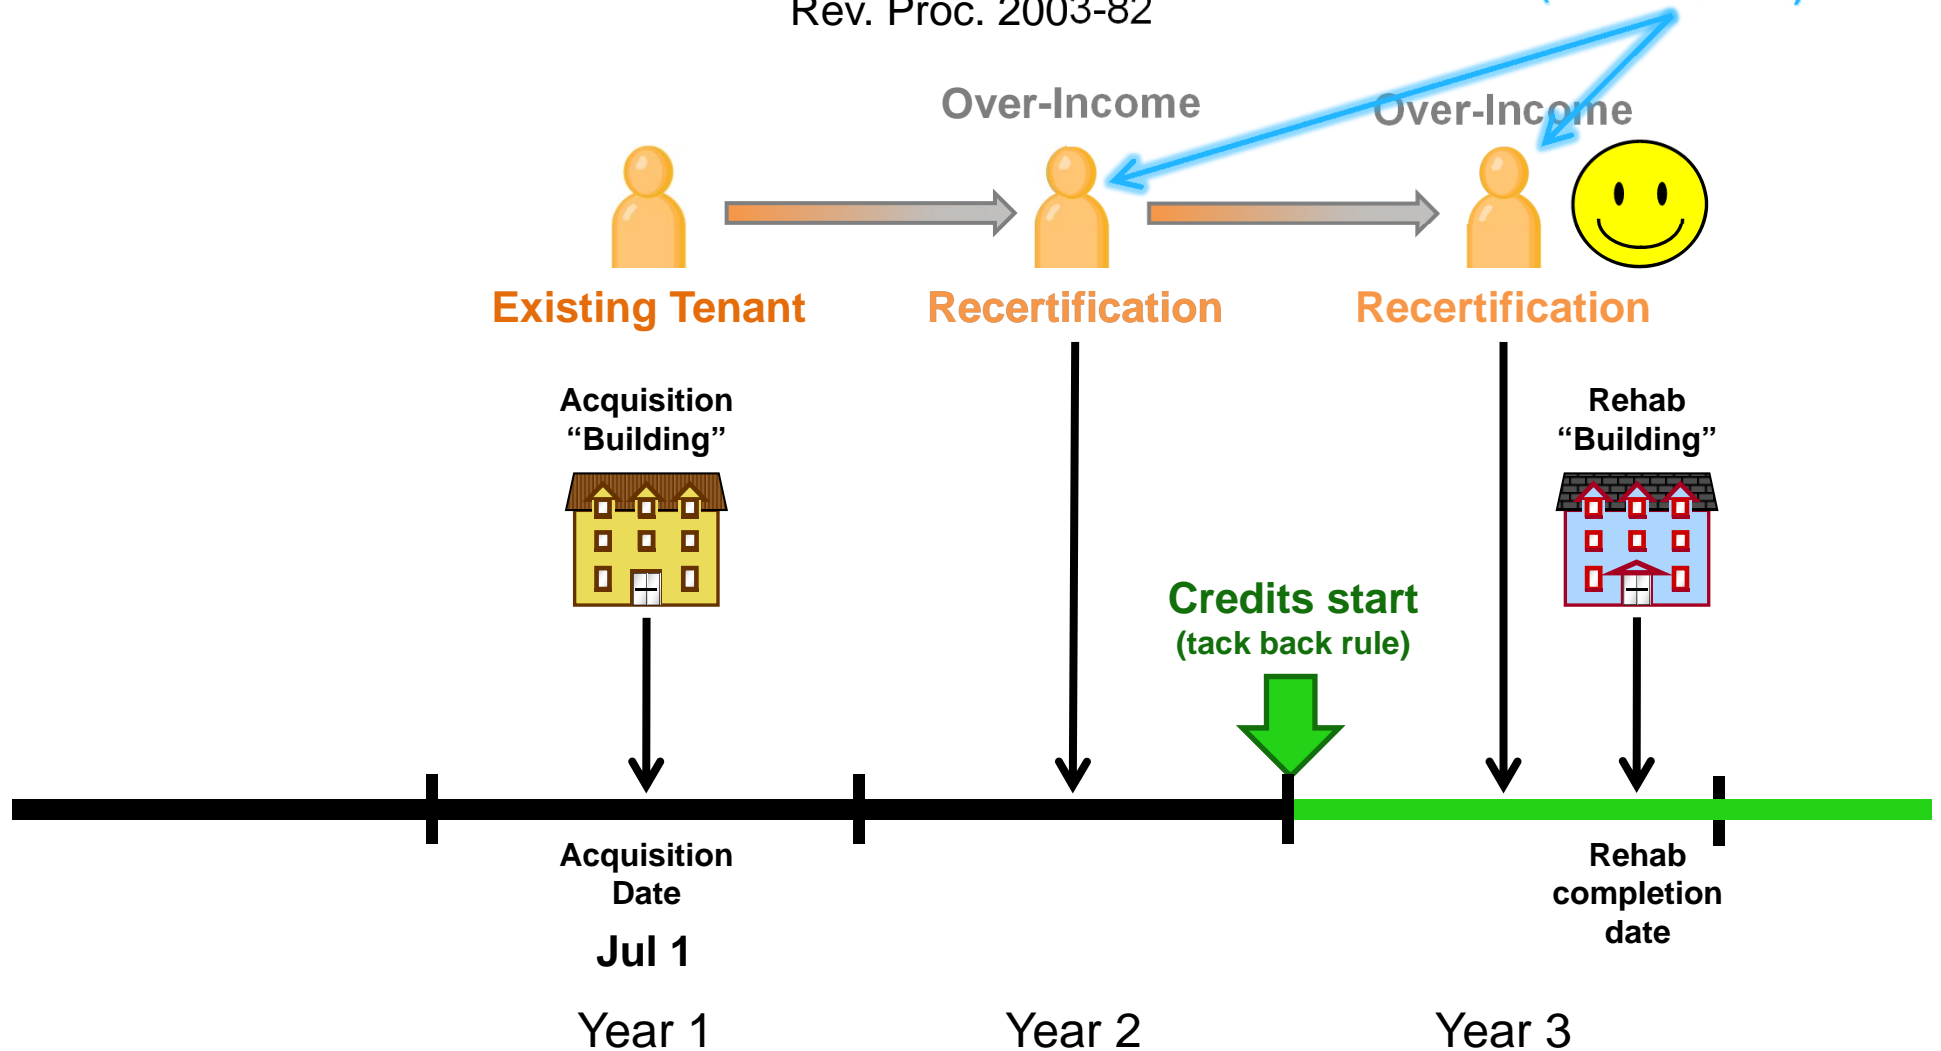 Rev. Proc. 2003-82
Over-Income
Over-Income
Existing Tenant
Recertification
Recertification
Acquisition
“Building”
Rehab
“Building”
Credits start
(tack back rule)
Acquisition
Date
Jul 1
Rehab
completion
date
Year 1
Year 2
Year 3